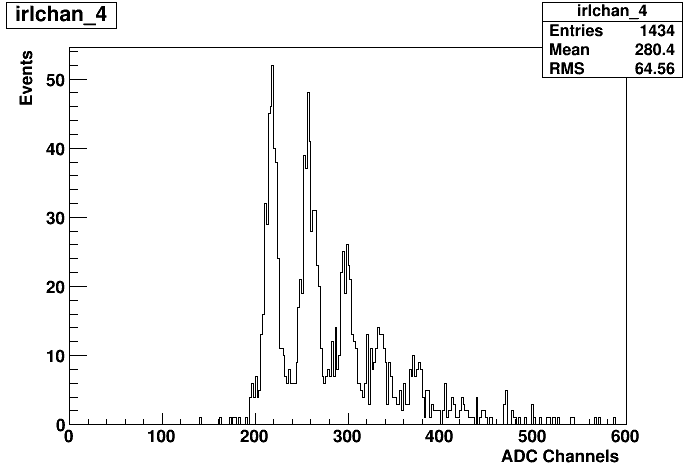 irlchan_4
irlchan_4
Entries 1434
Mean 280.4
RMS 64.56
Events
50
40
30
20
10
0
0 100 200 300 400 500 600
ADC Channels